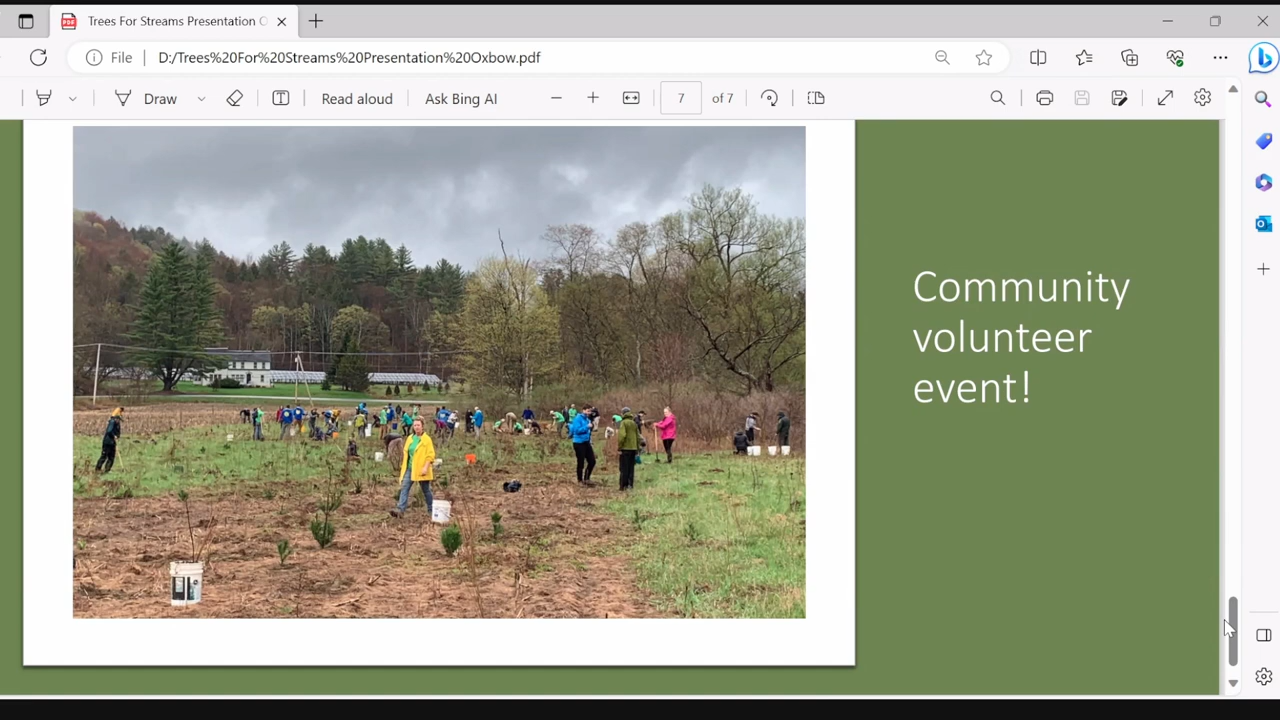 Trees For Streams Presentation O
File
D:/Trees%20For%20Streams%20Presentation%20Oxbow.pdf
Draw
Read aloud
Ask Bing AI
7
of 7
Community
volunteer
event!